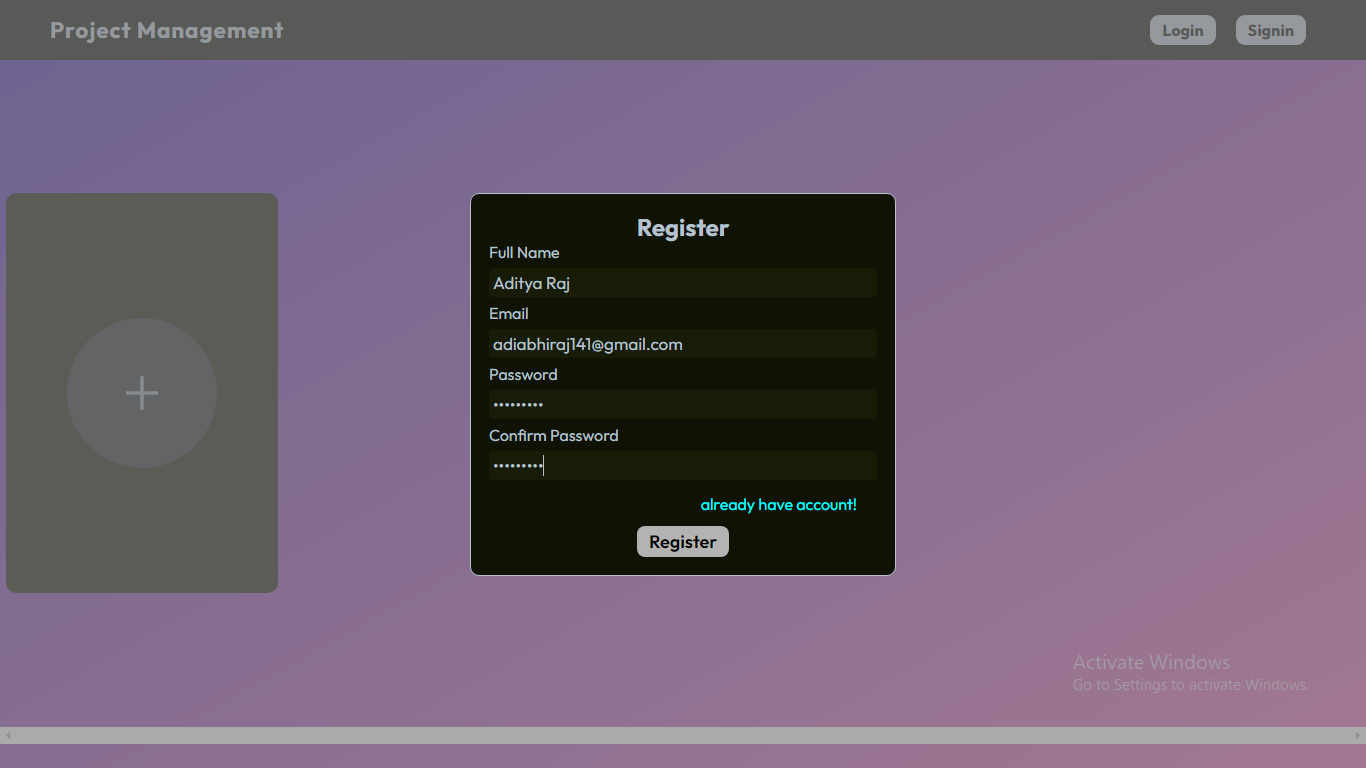 Project Management
Login
Signin
Register
Full Name
Aditya Raj
Email
adiabhiraj141@gmail.com
Password
•••••••••
Confirm Password
•••••••••
already have account!
Register
Activate Windows
Go to Settings to activate Windows.